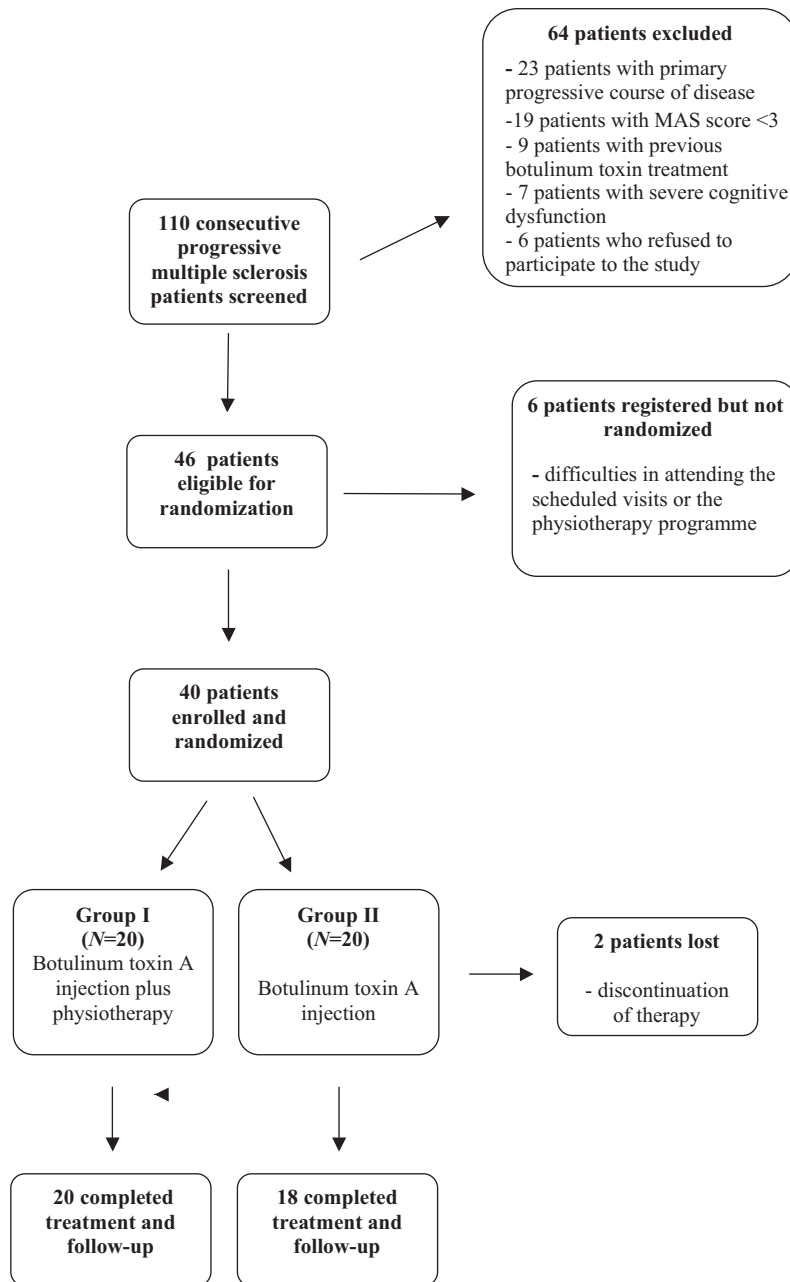 64 patients excluded
- 23 patients with primary
progressive course of disease
-19 patients with MAS score <3
- 9 patients with previous
botulinum toxin treatment
- 7 patients with severe cognitive
dysfunction
- 6 patients who refused to
participate to the study
110 consecutive
progressive
multiple sclerosis
patients screened
6 patients registered but not
randomized
- difficulties in attending the
scheduled visits or the
physiotherapy programme
46 patients
eligible for
randomization
40 patients
enrolled and
randomized
Group I
(N=20)
Botulinum toxin A
injection plus
physiotherapy
Group II
(N=20)
Botulinum toxin A
injection
2 patients lost
- discontinuation
of therapy
20 completed
treatment and
follow-up
18 completed
treatment and
follow-up